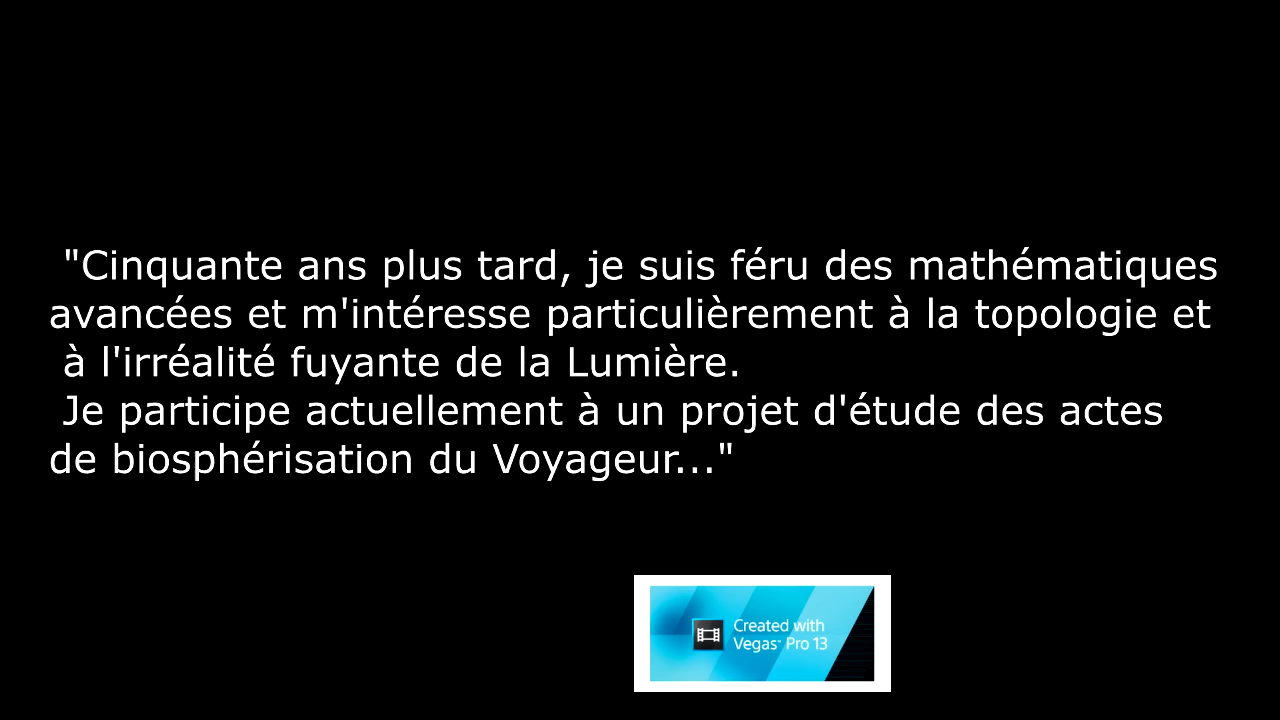 "Cinquante ans plus tard, je suis féru des mathématiques
avancées et m'intéresse particulièrement à la topologie et
à l'irréalité fuyante de la Lumière.
Je participe actuellement à un projet d'étude des actes
de biosphérisation du Voyageur..."
Created with
Vegas™ Pro 13